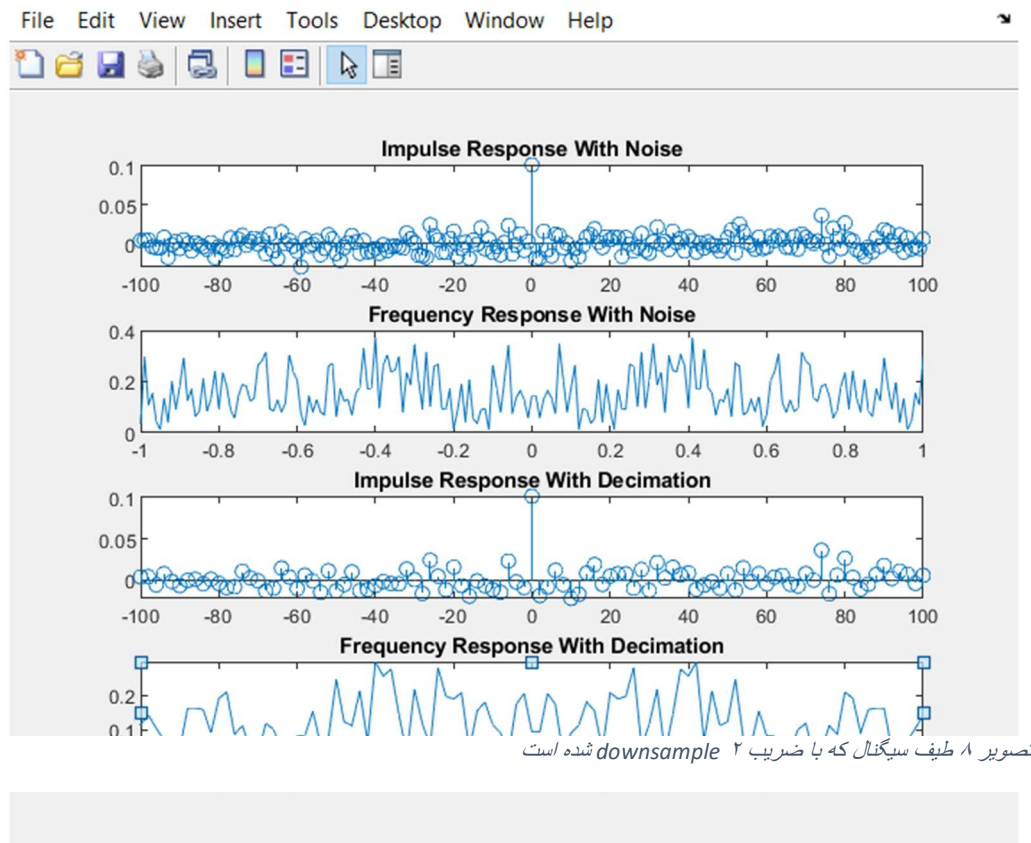 File Edit View Insert Tools Desktop Window Help
Impulse Response With Noise
0.1
0.05
0
-100 -80 -60 -40 -20 0 20 40 60 80 100
Frequency Response With Noise
0.4
0.2
0
-1 -0.8 -0.6 -0.4 -0.2 0 0.2 0.4 0.6 0.8 1
Impulse Response With Decimation
0.1
0.05
0
-100 -80 -60 -40 -20 0 20 40 60 80 100
Frequency Response With Decimation
0.2
0.1
تصویر ۸ طیف سیگنال که با ضریب ۲ downsample شده است